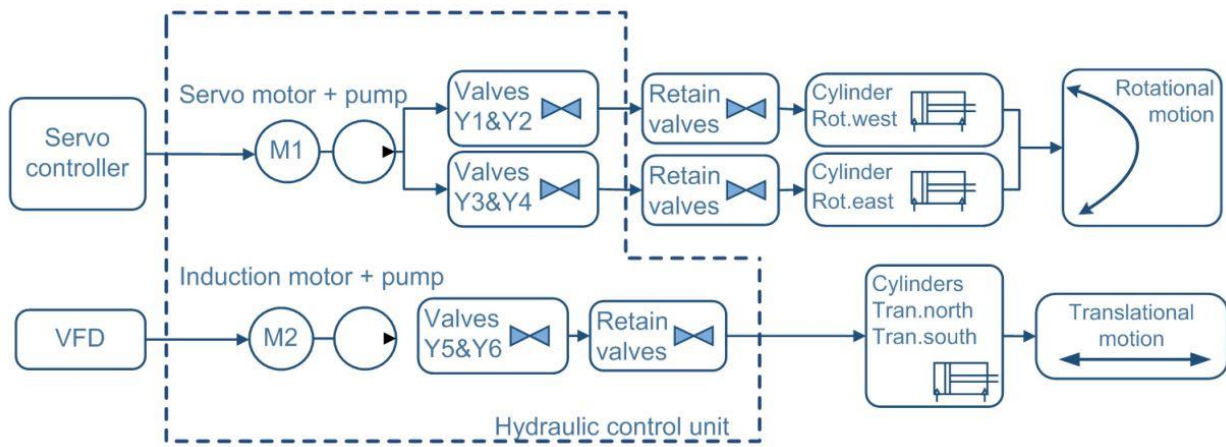 Servo motor + pump
Servo
controller
M1
Valves
Y1&Y2
Retain
valves
Cylinder
Rot.west
Rotational
motion
Valves
Y3&Y4
Retain
valves
Cylinder
Rot.east
Induction motor + pump
VFD
M2
Valves
Y5&Y6
Retain
valves
Cylinders
Tran.north
Tran.south
Translational
motion
Hydraulic control unit